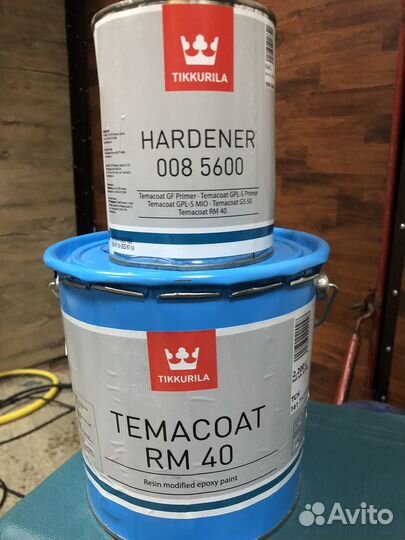 TIKKURILA
HARDENER
008 5600
Temacoat GF Primer · Temacoat GPL-S Primer
Temacoat GPL-S MIO · Temacoat GS 50
Temacoat RM 40
TIKKURILA
TEMACOAT
RM 40
Resin modified epoxy paint
TCH
Avito